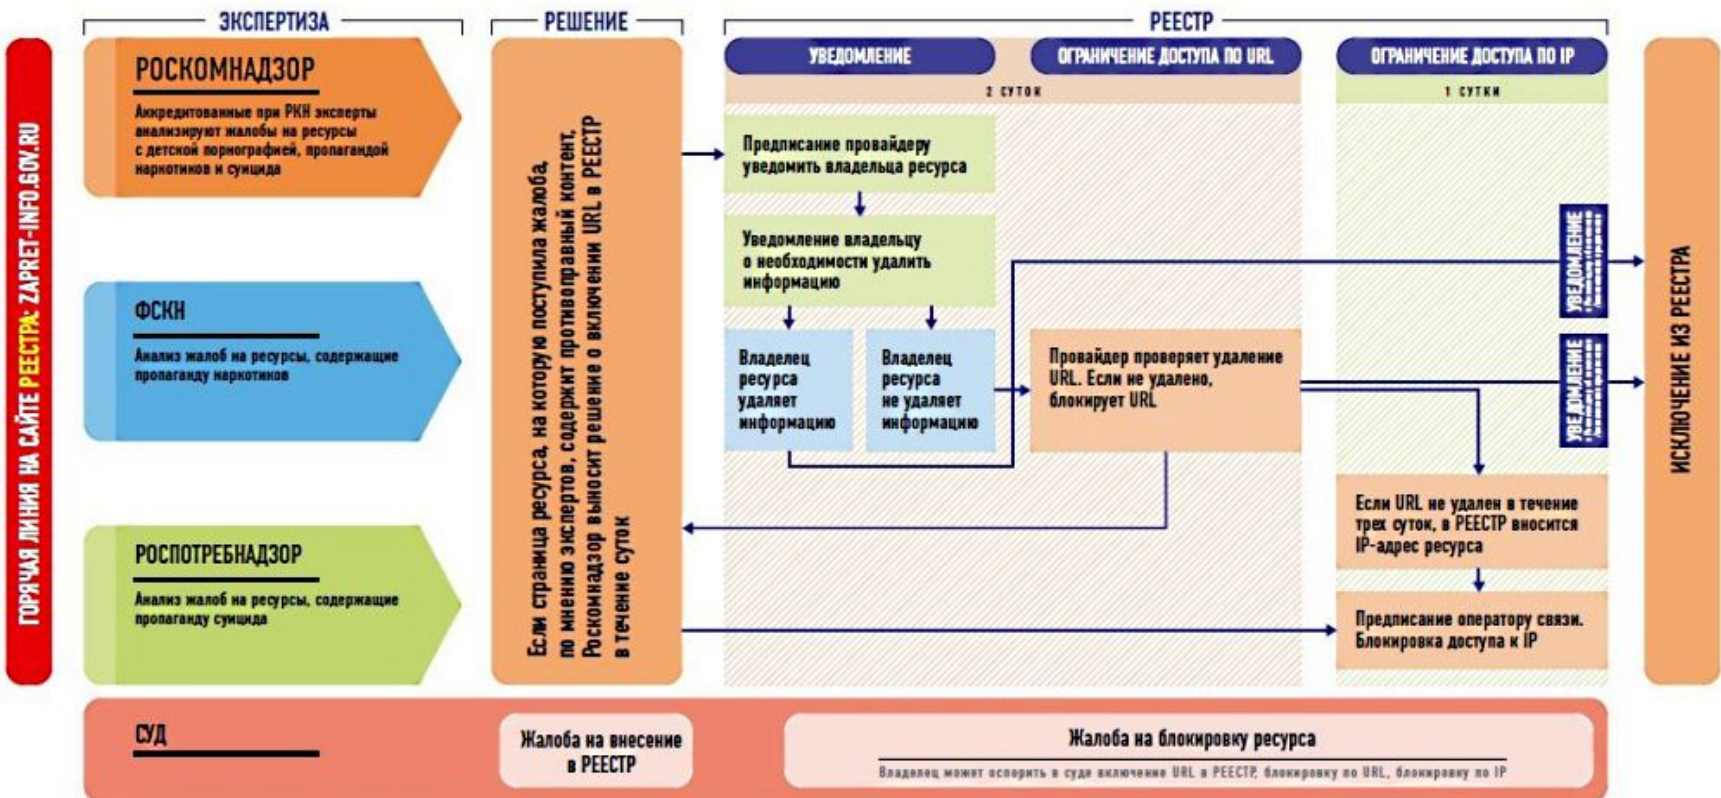 ГОРЯЧАЯ ЛИНИЯ НА САЙТЕ РЕЕСТРА: ZAPRET-INFO.GOV.RU
ЭКСПЕРТИЗА
РОСКОМНАДЗОР
Аккредитованные при РКН эксперты
анализируют жалобы на ресурсы
с детской порнографией, пропагандой
наркотиков и суицида
ФСКН
Анализ жалоб на ресурсы, содержащие
пропаганду наркотиков
РОСПОТРЕБНАДЗОР
Анализ жалоб на ресурсы, содержащие
пропаганду суицида
РЕШЕНИЕ
Если страница ресурса, на которую поступила жалоба,
по мнению экспертов, содержит противоправный контент,
Роскомнадзор выносит решение о включении URL в РЕЕСТР
в течение суток
РЕЕСТР
УВЕДОМЛЕНИЕ
ОГРАНИЧЕНИЕ ДОСТУПА ПО URL
ОГРАНИЧЕНИЕ ДОСТУПА ПО IP
2 СУТОК
1 СУТКИ
Предписание провайдеру
уведомить владельца ресурса
Уведомление владельцу
о необходимости удалить
информацию
Владелец
ресурса
удаляет
информацию
Владелец
ресурса
не удаляет
информацию
Провайдер проверяет удаление
URL. Если не удалено,
блокирует URL
УВЕДОМЛЕНИЕ
УВЕДОМЛЕНИЕ
Если URL не удален в течение
трех суток, в РЕЕСТР вносится
IP-адрес ресурса
Предписание оператору связи.
Блокировка доступа к IP
ИСКЛЮЧЕНИЕ ИЗ РЕЕСТРА
СУД
Жалоба на внесение
в РЕЕСТР
Жалоба на блокировку ресурса
Владелец может оспорить в суде включение URL в РЕЕСТР, блокировку по URL, блокировку по IP